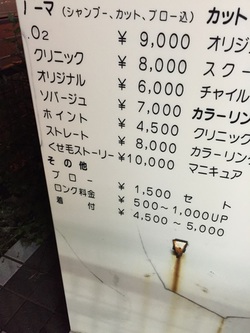 ーマ (シャンプー、カット、ブロー込) カット
O2 ¥ 9,000 オリジ
クリニック ¥ 8,000 スク
オリジナル ¥ 6,000 チャイル
ソバージュ ¥ 7,000 カラーリン
ポイント ¥ 4,500 クリニック
ストレート ¥ 8,000 カラーリング
くせ毛ストーリー ¥10,000 マニキュア
その他
ブロー ¥ 1,500 セット
ロング料金 ¥ 500~1,000UP
着付 ¥ 4,500~5,000